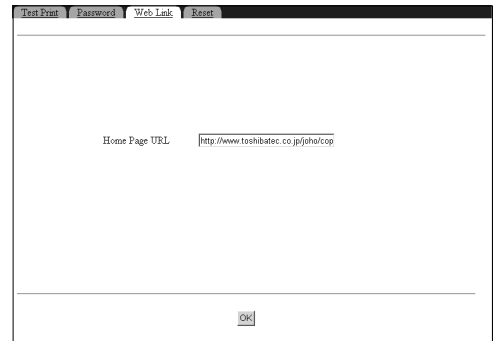 Test Print Password Web Link Reset
Home Page URL http://www.toshibatec.co.jp/joho/cop
OK